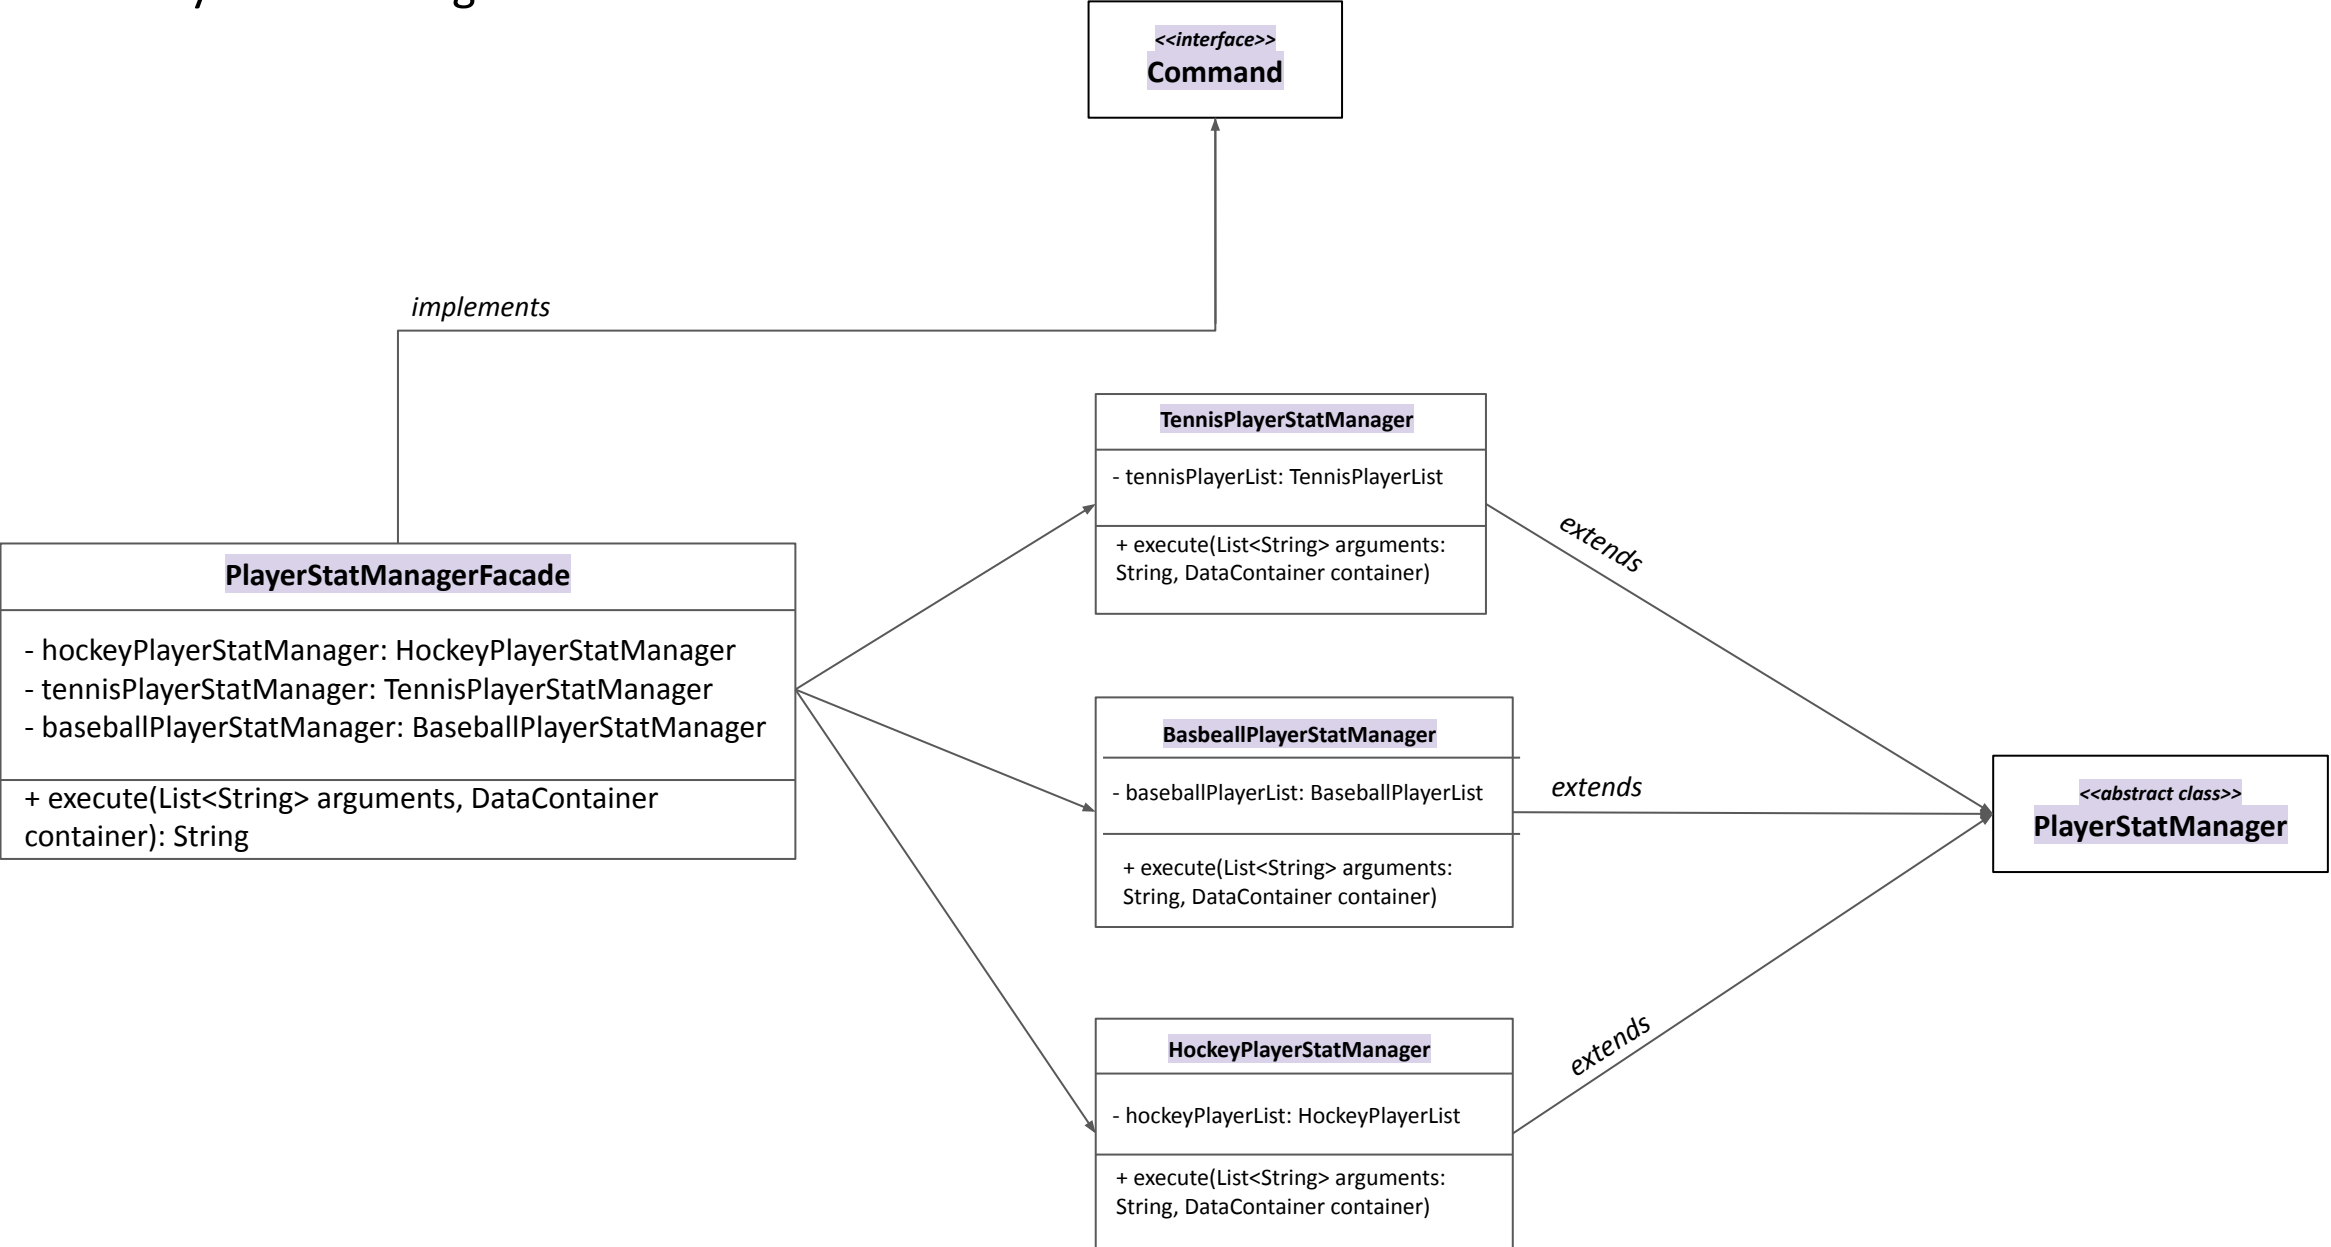 <<interface>>
Command
implements
TennisPlayerStatManager
- tennisPlayerList: TennisPlayerList
+ execute(List<String> arguments:
String, DataContainer container)
extends
PlayerStatManagerFacade
- hockeyPlayerStatManager: HockeyPlayerStatManager
- tennisPlayerStatManager: TennisPlayerStatManager
- baseballPlayerStatManager: BaseballPlayerStatManager
+ execute(List<String> arguments, DataContainer
container): String
BasbeallPlayerStatManager
- baseballPlayerList: BaseballPlayerList
+ execute(List<String> arguments:
String, DataContainer container)
extends
<<abstract class>>
PlayerStatManager
HockeyPlayerStatManager
- hockeyPlayerList: HockeyPlayerList
+ execute(List<String> arguments:
String, DataContainer container)
extends